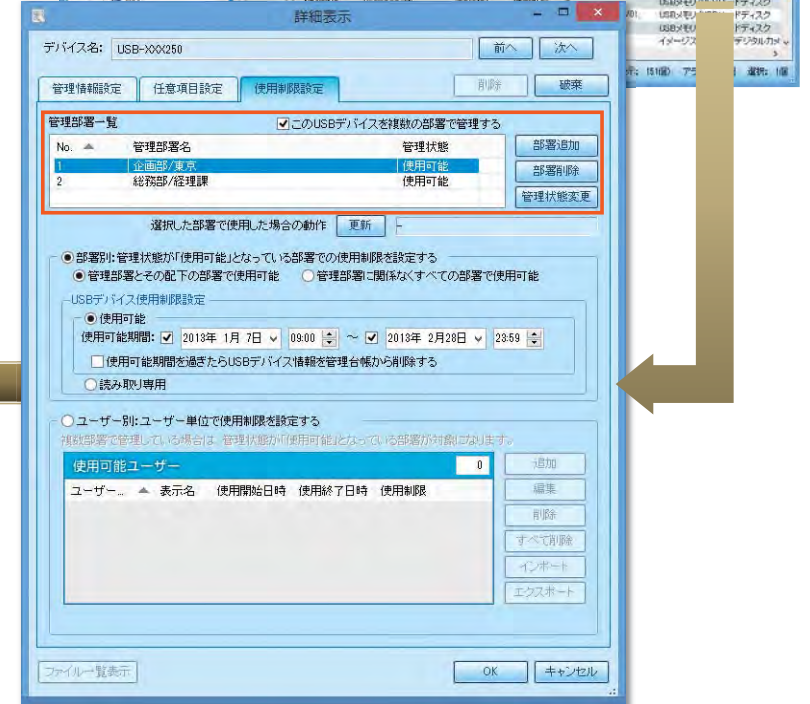 USBメモリ
ドディスク
詳細表示
デバイス名: USB-XXX250 前へ 次へ
管理情報設定 任意項目設定 使用制限設定 削除 破棄
管理部署一覧 このUSBデバイスを複数の部署で管理する
No. 管理部署名 管理状態 部署追加
1 企画部/東京 使用可能 部署削除
2 総務部/経理課 使用可能
管理状態変更
選択した部署で使用した場合の動作 更新 -
部署別:管理状態が「使用可能」となっている部署での使用制限を設定する
管理部署とその配下の部署で使用可能 管理部署に関係なくすべての部署で使用可能
USBデバイス使用制限設定
使用可能
使用可能期間: 2013年 1月 7日 09:00 ～ 2013年 2月28日 23:59
使用可能期間を過ぎたらUSBデバイス情報を管理台帳から削除する
読み取り専用
ユーザー別:ユーザー単位で使用制限を設定する
複数部署で管理している場合は、管理状態が「使用可能」となっている部署が対象になります。
使用可能ユーザー 0 追加
ユーザー... 表示名 使用開始日時 使用終了日時 使用制限 編集
削除
すべて削除
インポート
エクスポート
ファイル一覧表示 OK キャンセル